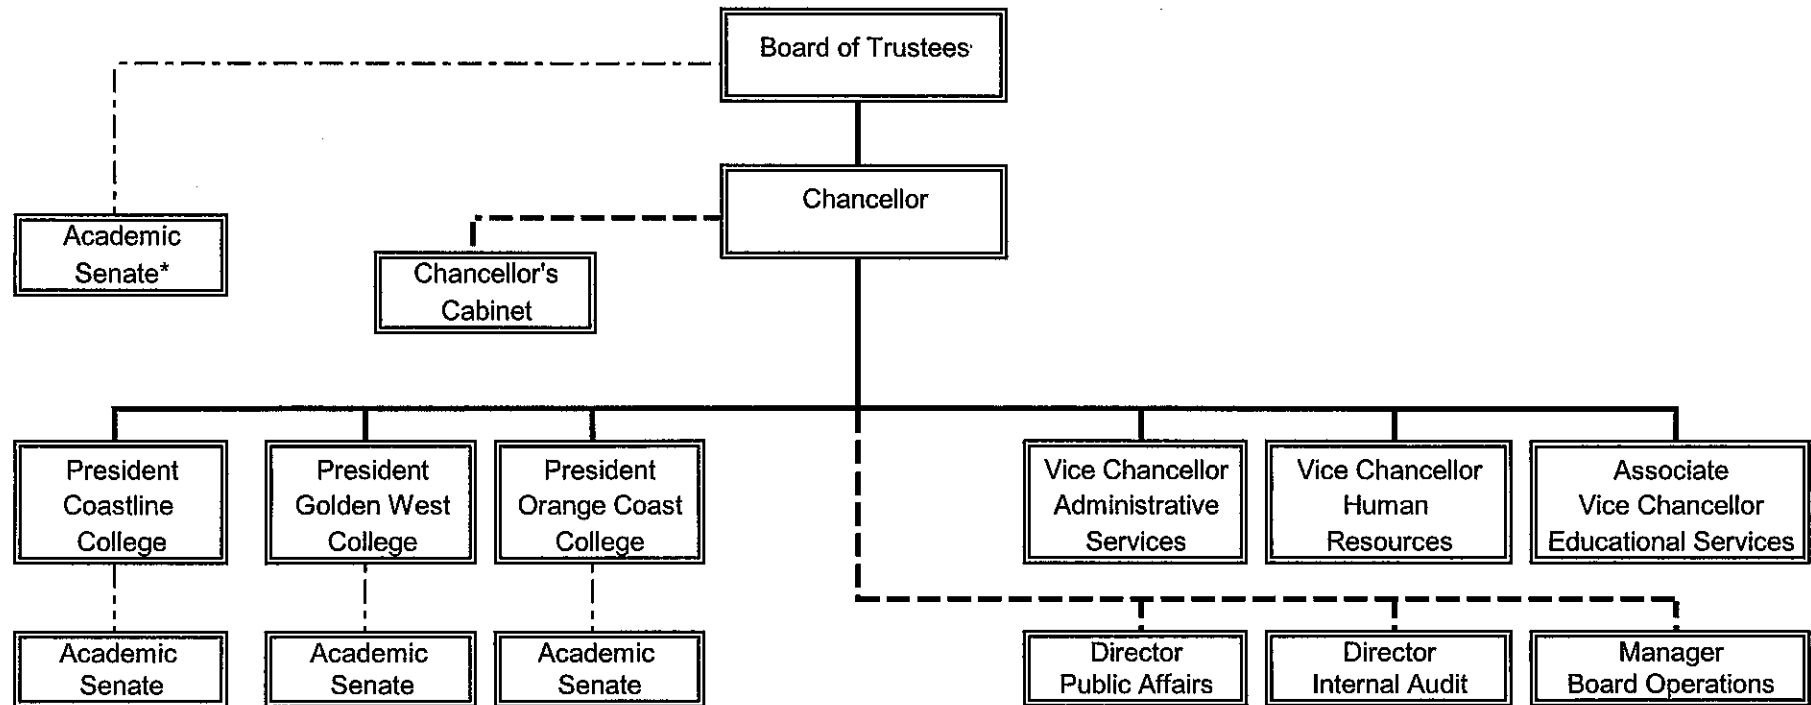 Board of Trustees
Chancellor
Academic
Senate*
Chancellor's
Cabinet
President
Coastline
College
President
Golden West
College
President
Orange Coast
College
Vice Chancellor
Administrative
Services
Vice Chancellor
Human
Resources
Associate
Vice Chancellor
Educational Services
Academic
Senate
Academic
Senate
Academic
Senate
Director
Public Affairs
Director
Internal Audit
Manager
Board Operations